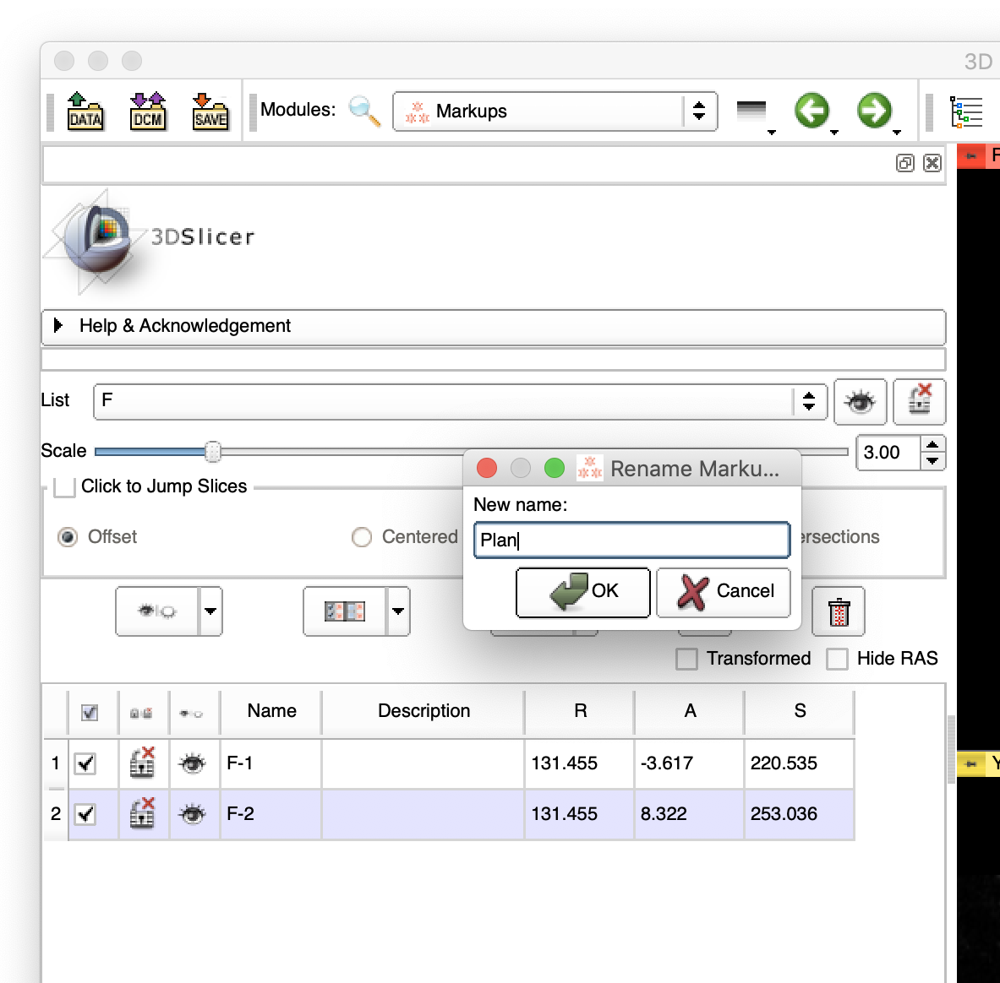 3D
DATA
DCM
SAVE
Modules:
Markups
3DSlicer
Help & Acknowledgement
List
F
Scale
3.00
Rename Marku...
New name:
Plan
OK
Cancel
Click to Jump Slices
Offset
Centered
ersections
Transformed
Hide RAS
Name Description R A S
1 F-1 131.455 -3.617 220.535
2 F-2 131.455 8.322 253.036